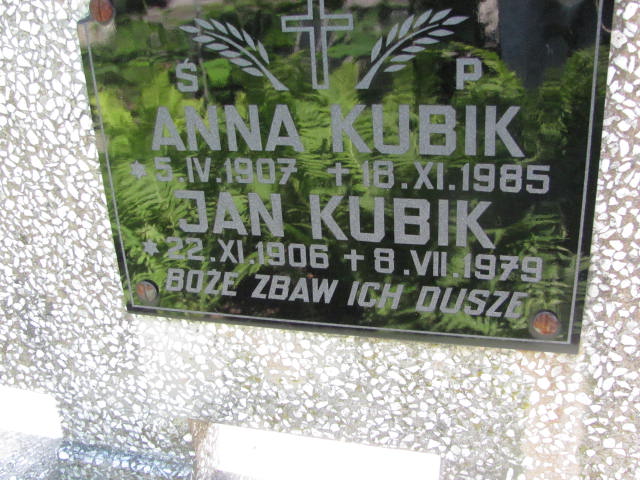 Ś P
ANNA KUBIK
* 5.IV.1907 + 18.XI.1985
JAN KUBIK
* 22.XI.1906 + 8.VII.1979
BOŻE ZBAW ICH DUSZE